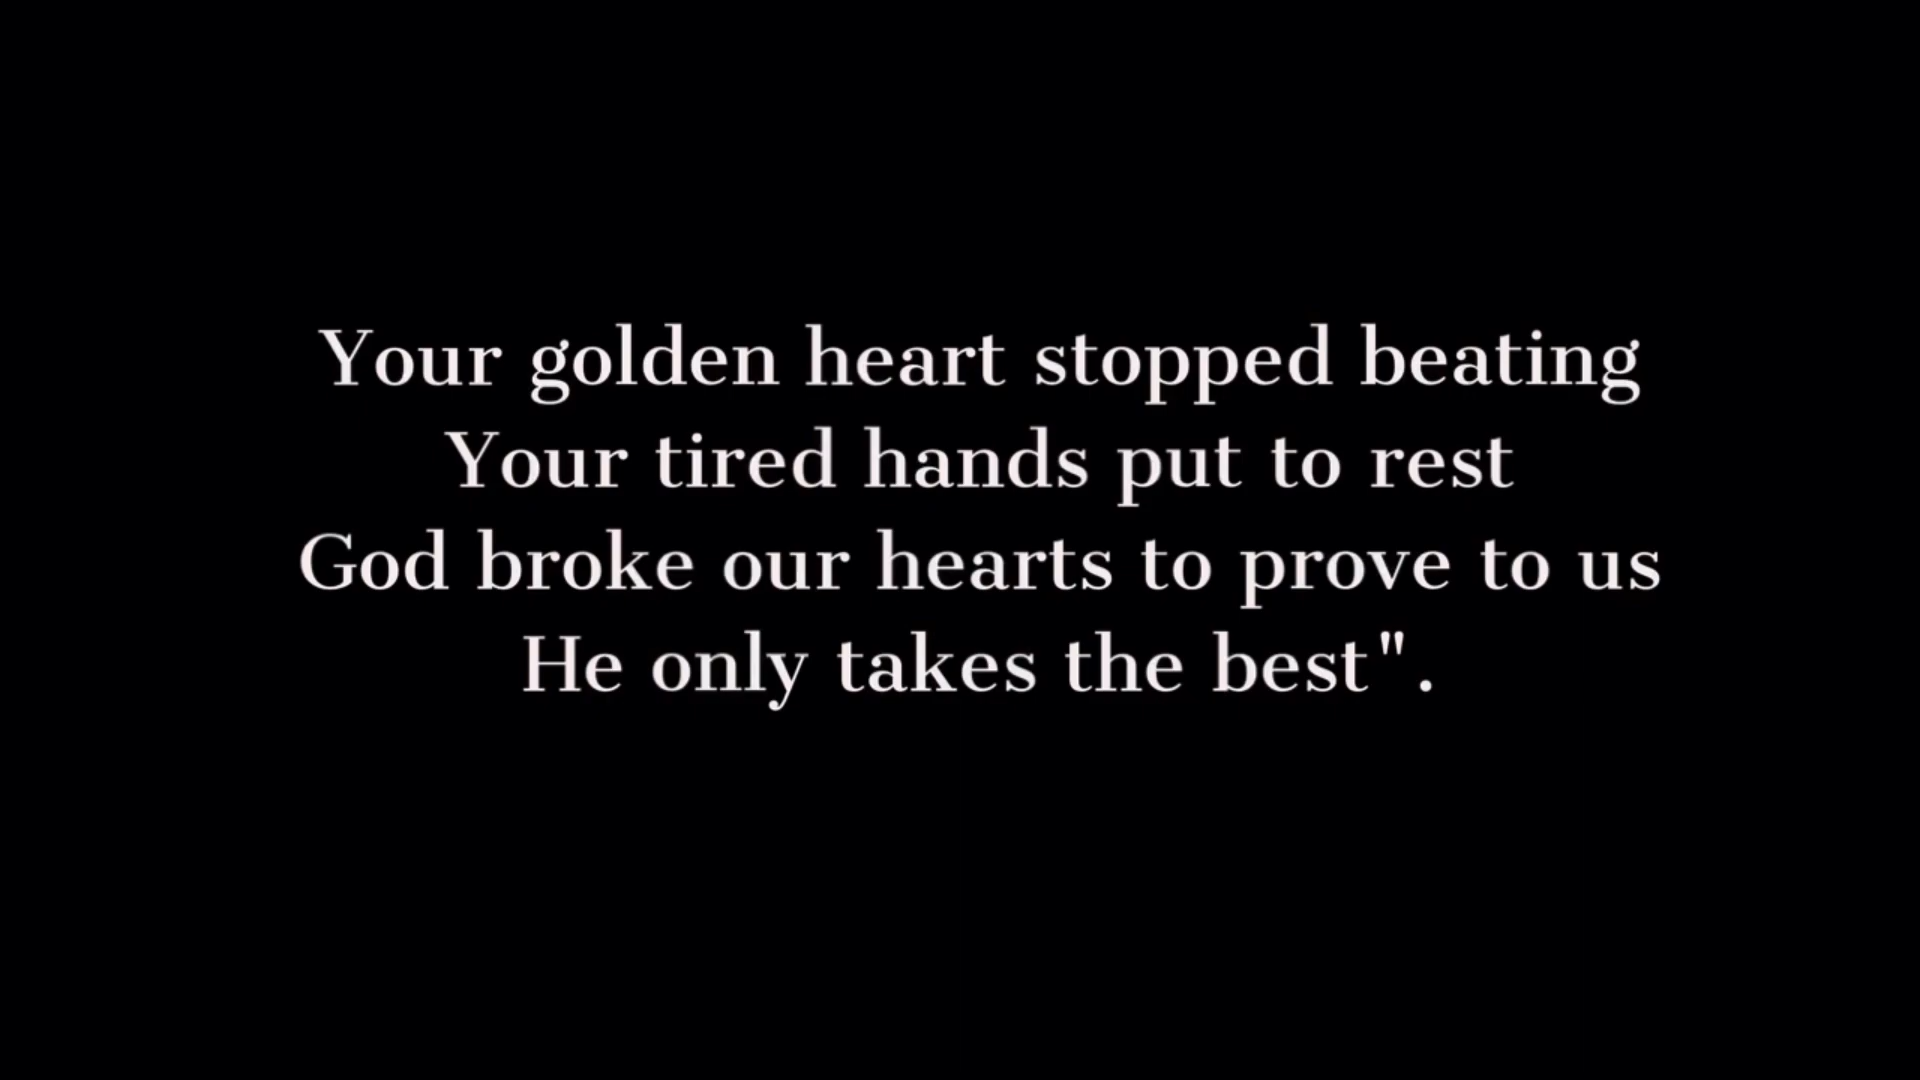 Your golden heart stopped beating
Your tired hands put to rest
God broke our hearts to prove to us
He only takes the best".